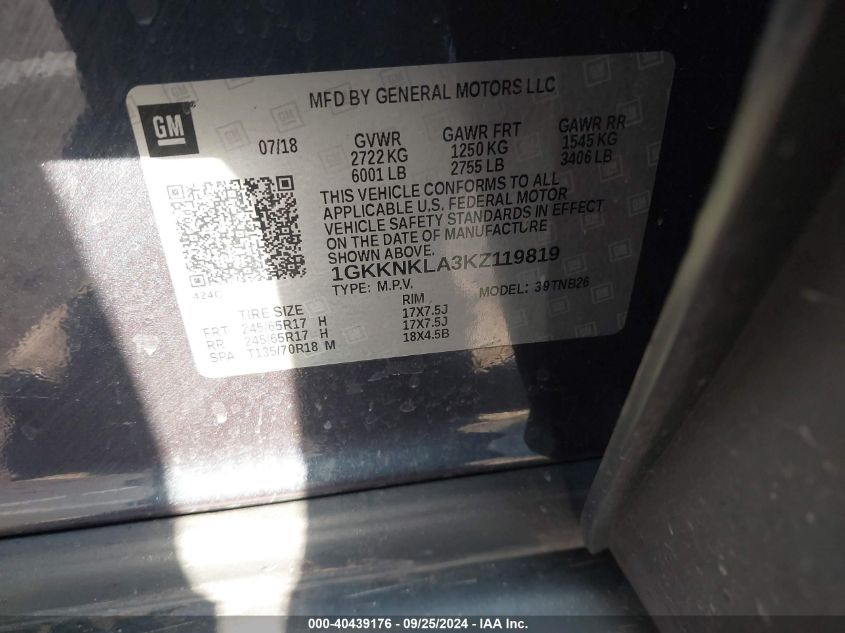 MFD BY GENERAL MOTORS LLC
GM
07/18
GVWR GAWR FRT GAWR RR
2722 KG 1250 KG 1545 KG
6001 LB 2755 LB 3406 LB
THIS VEHICLE CONFORMS TO ALL
APPLICABLE U.S. FEDERAL MOTOR
VEHICLE SAFETY STANDARDS IN EFFECT
ON THE DATE OF MANUFACTURE
SHOWN ABOVE.
1GKKNKLA3KZ119819
TYPE: M.P.V. MODEL: 39TNB26
424C
TIRE SIZE RIM
FRT 245/65R17 H 17X7.5J
RR 245/65R17 H 17X7.5J
SPA T135/70R18 M 18X4.5B
000-40439176 - 09/25/2024 - IAA Inc.